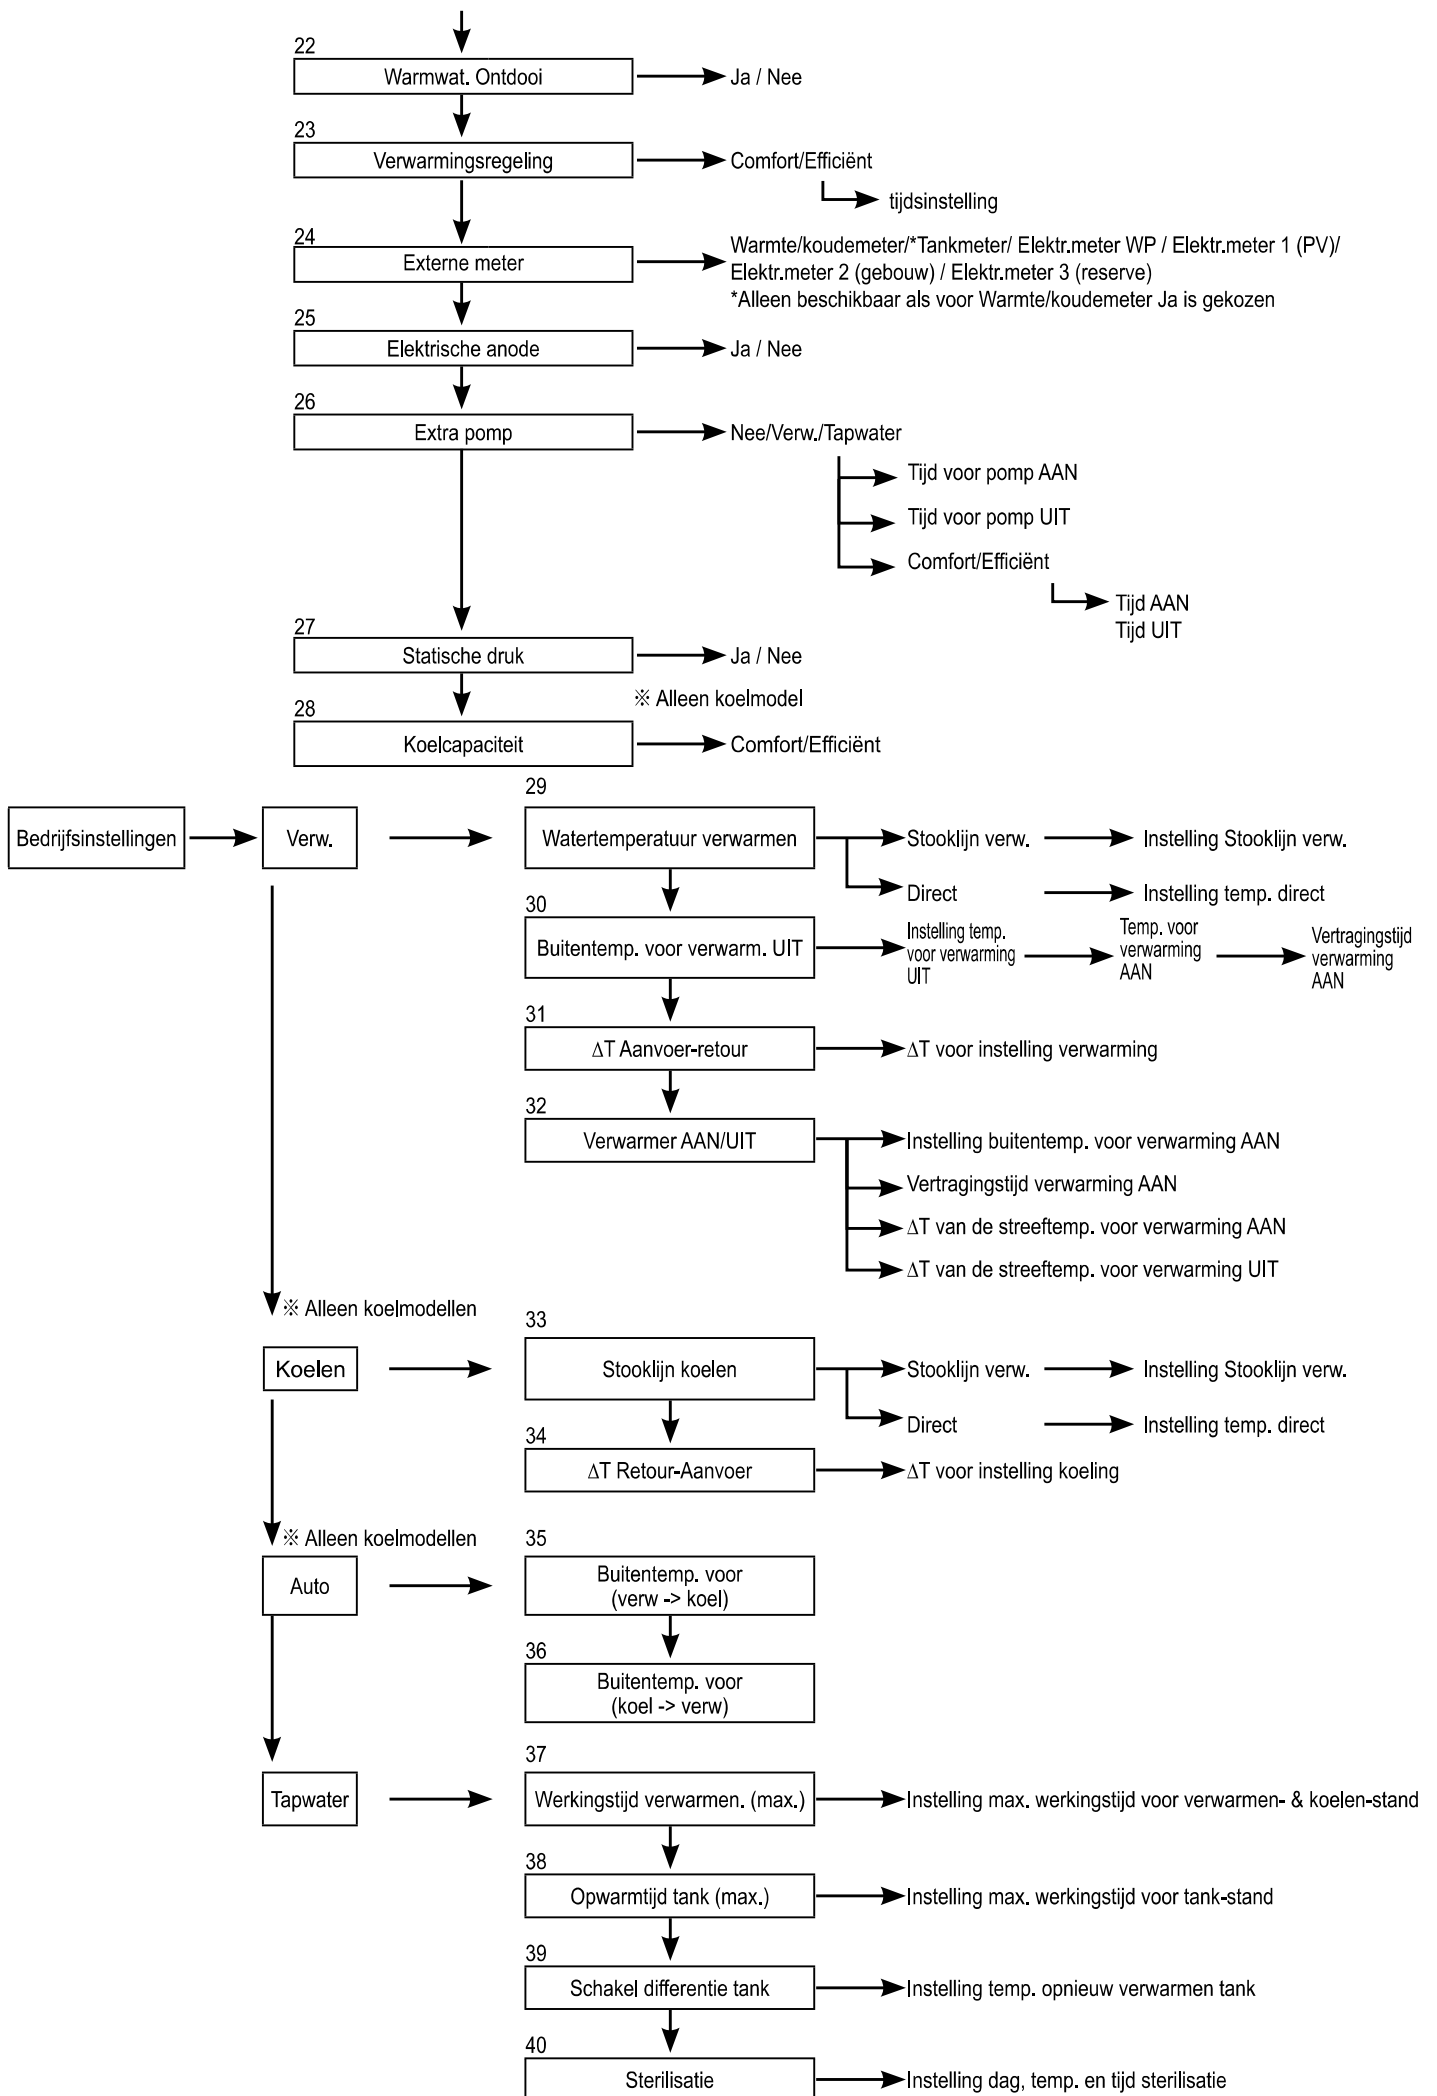 22
Warmwat. Ontdooi
Ja / Nee
23
Verwarmingsregeling
Comfort/Efficiënt
tijdsinstelling
24
Externe meter
Warmte/koudemeter/*Tankmeter/ Elektr.meter WP / Elektr.meter 1 (PV)/
Elektr.meter 2 (gebouw) / Elektr.meter 3 (reserve)
*Alleen beschikbaar als voor Warmte/koudemeter Ja is gekozen
25
Elektrische anode
Ja / Nee
26
Extra pomp
Nee/Verw./Tapwater
Tijd voor pomp AAN
Tijd voor pomp UIT
Comfort/Efficiënt
Tijd AAN
Tijd UIT
27
Statische druk
Ja / Nee
※ Alleen koelmodel
28
Koelcapaciteit
Comfort/Efficiënt
Bedrijfsinstellingen
Verw.
29
Watertemperatuur verwarmen
Stooklijn verw.
Instelling Stooklijn verw.
Direct
Instelling temp. direct
30
Buitentemp. voor verwarm. UIT
Instelling temp.
voor verwarming
UIT
Temp. voor
verwarming
AAN
Vertragingstijd
verwarming
AAN
31
∆T Aanvoer-retour
∆T voor instelling verwarming
32
Verwarmer AAN/UIT
Instelling buitentemp. voor verwarming AAN
Vertragingstijd verwarming AAN
∆T van de streeftemp. voor verwarming AAN
∆T van de streeftemp. voor verwarming UIT
※ Alleen koelmodellen
Koelen
33
Stooklijn koelen
Stooklijn verw.
Instelling Stooklijn verw.
Direct
Instelling temp. direct
34
∆T Retour-Aanvoer
∆T voor instelling koeling
※ Alleen koelmodellen
Auto
35
Buitentemp. voor
(verw -> koel)
36
Buitentemp. voor
(koel -> verw)
Tapwater
37
Werkingstijd verwarmen. (max.)
Instelling max. werkingstijd voor verwarmen- & koelen-stand
38
Opwarmtijd tank (max.)
Instelling max. werkingstijd voor tank-stand
39
Schakel differentie tank
Instelling temp. opnieuw verwarmen tank
40
Sterilisatie
Instelling dag, temp. en tijd sterilisatie